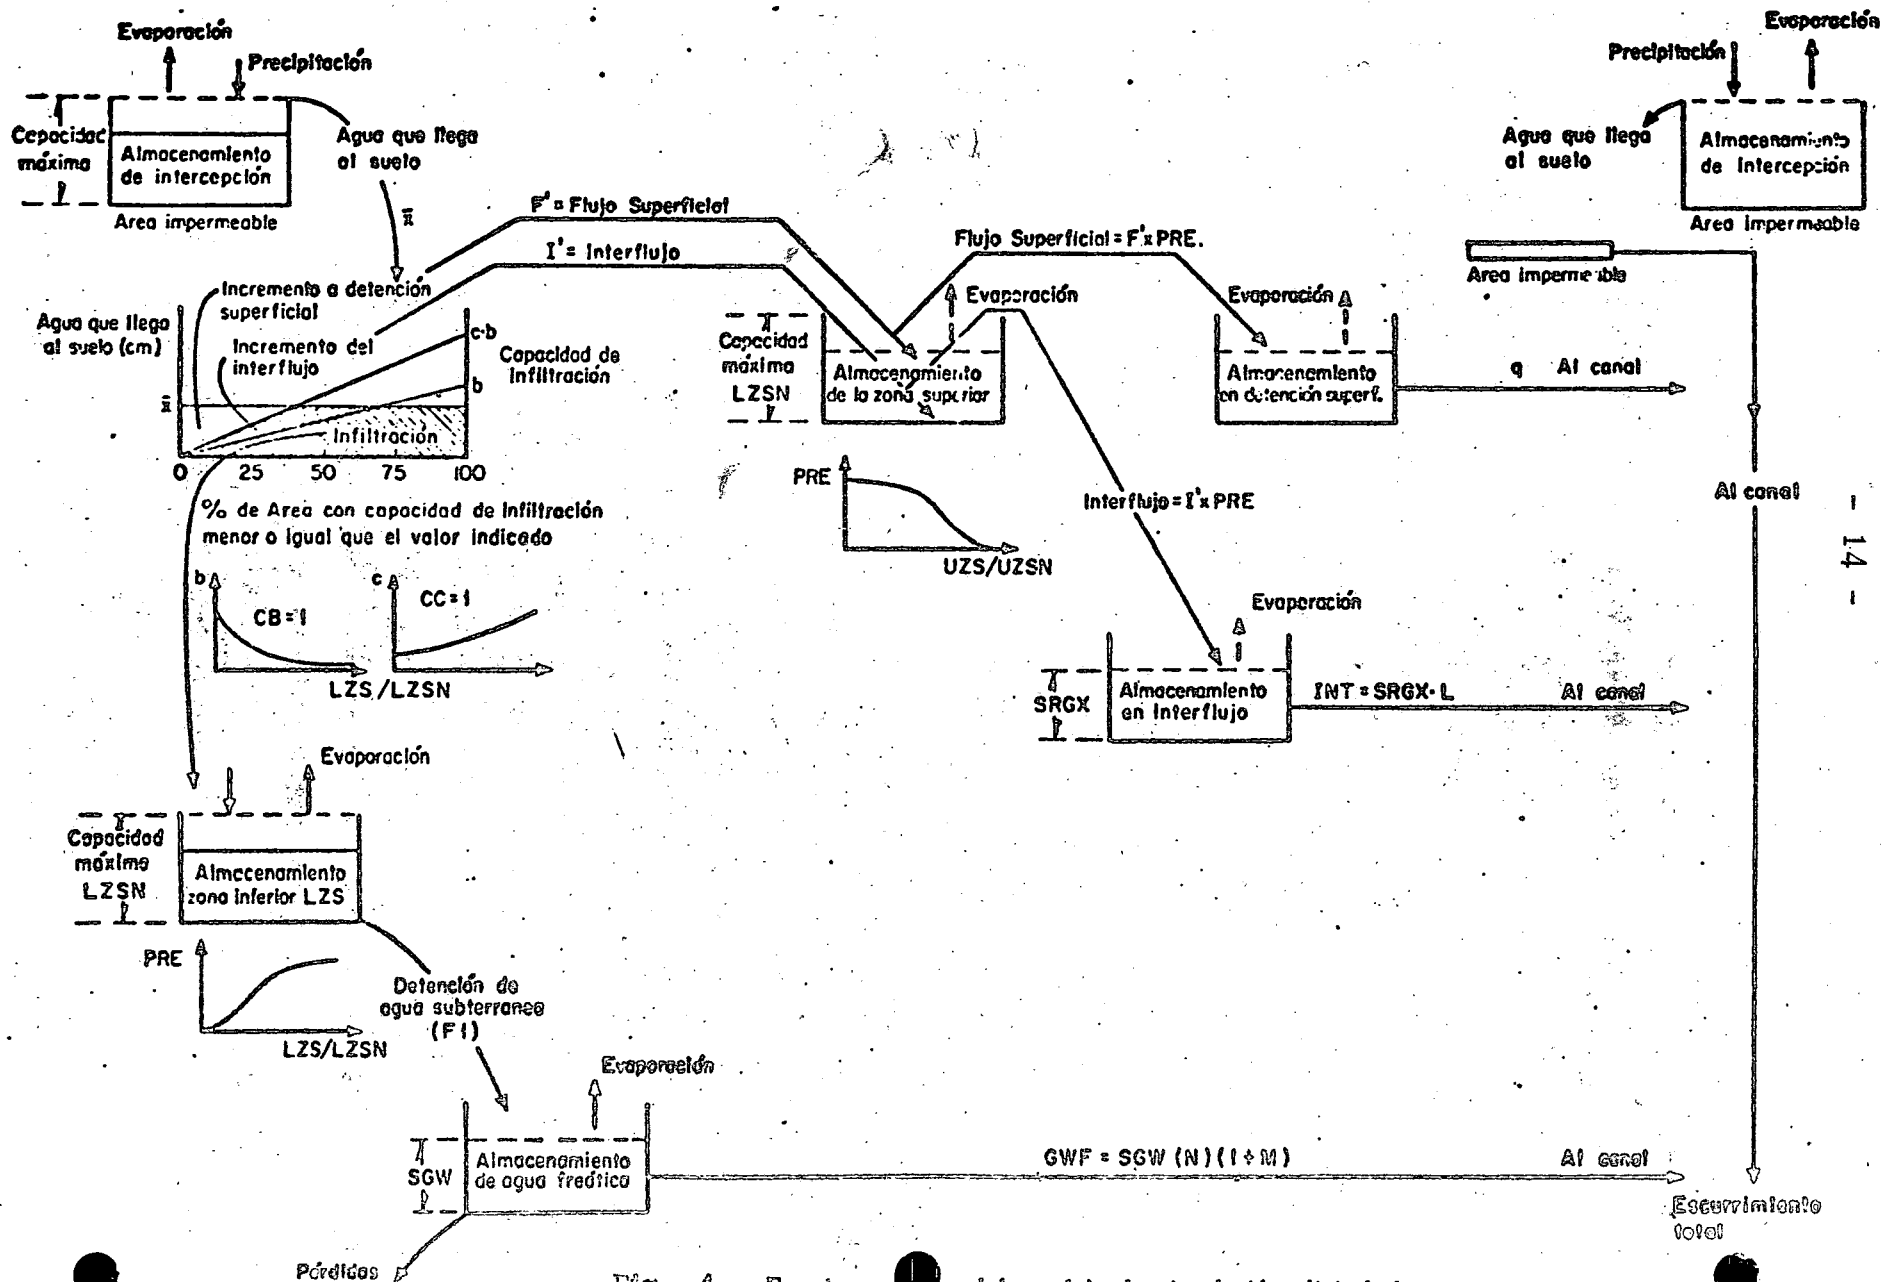 Evaporación
Precipitación
Capacidad
máxima
Almacenamiento
de intercepción
Area impermeable
Agua que llega
al suelo
x̄
F' = Flujo Superficial
I' = Interflujo
Incremento a detención
superficial
Incremento del
interflujo
Agua que llega
al suelo (cm)
x̄
c·b
b
Capacidad de
Infiltración
Infiltración
0 25 50 75 100
% de Area con capacidad de Infiltración
menor o igual que el valor indicado
b
CB = 1
c
CC = 1
LZS/LZSN
Evaporación
Capacidad
máxima
LZSN
Almacenamiento
zona inferior LZS
PRE
LZS/LZSN
Detención de
agua subterranea
(F1)
Evaporación
SGW
Almacenamiento
de agua freática
Pérdidas
GWF = SGW (N)(1 + M)
Al canal
Flujo Superficial = F' x PRE.
Evaporación
Capacidad
máxima
LZSN
Almacenamiento
de la zona superior
PRE
UZS/UZSN
Interflujo = I' x PRE
Evaporación
Almacenamiento
en detención superf.
q Al canal
Evaporación
SRGX
Almacenamiento
en Interflujo
INT = SRGX·L
Al canal
Evaporación
Precipitación
Agua que llega
al suelo
Almacenamiento
de Intercepción
Area impermeable
Area impermeable
Al canal
Escurrimiento
total
- 14 -